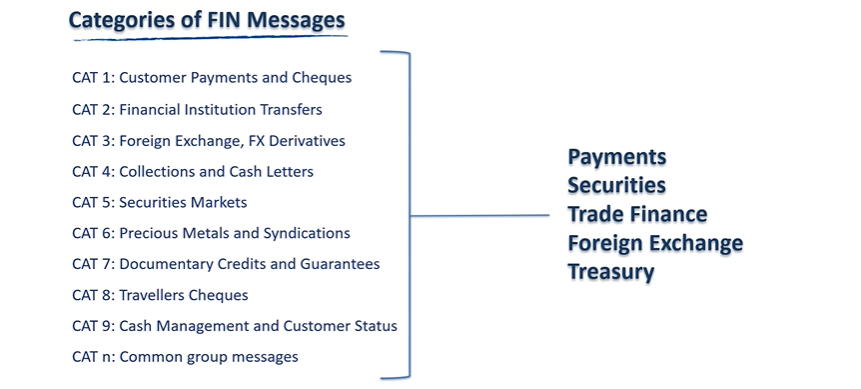 Categories of FIN Messages
CAT 1: Customer Payments and Cheques
CAT 2: Financial Institution Transfers
CAT 3: Foreign Exchange, FX Derivatives
CAT 4: Collections and Cash Letters
CAT 5: Securities Markets
CAT 6: Precious Metals and Syndications
CAT 7: Documentary Credits and Guarantees
CAT 8: Travellers Cheques
CAT 9: Cash Management and Customer Status
CAT n: Common group messages
Payments
Securities
Trade Finance
Foreign Exchange
Treasury